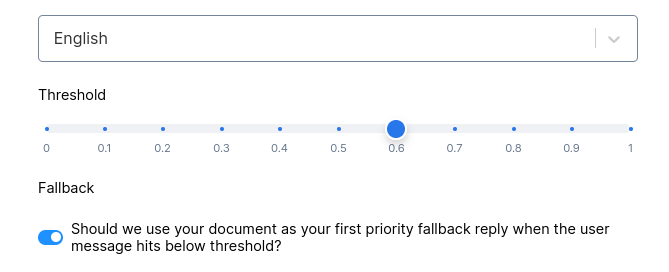 English
Threshold
0 0.1 0.2 0.3 0.4 0.5 0.6 0.7 0.8 0.9 1
Fallback
Should we use your document as your first priority fallback reply when the user
message hits below threshold?